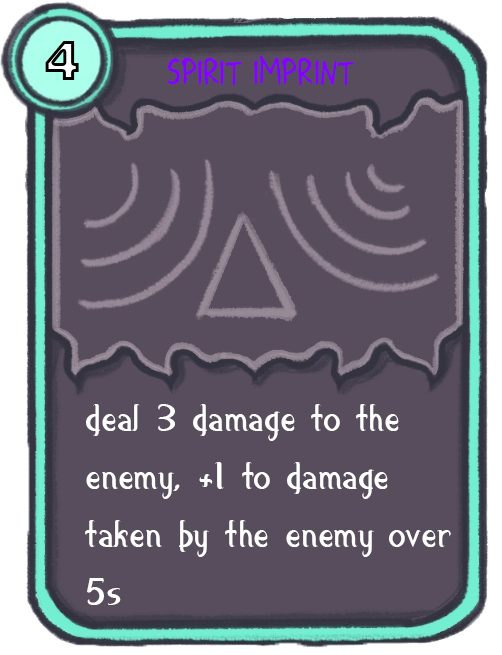 4
SPIRIT IMPRINT
deal 3 damage to the
enemy, +1 to damage
taken by the enemy over
5s